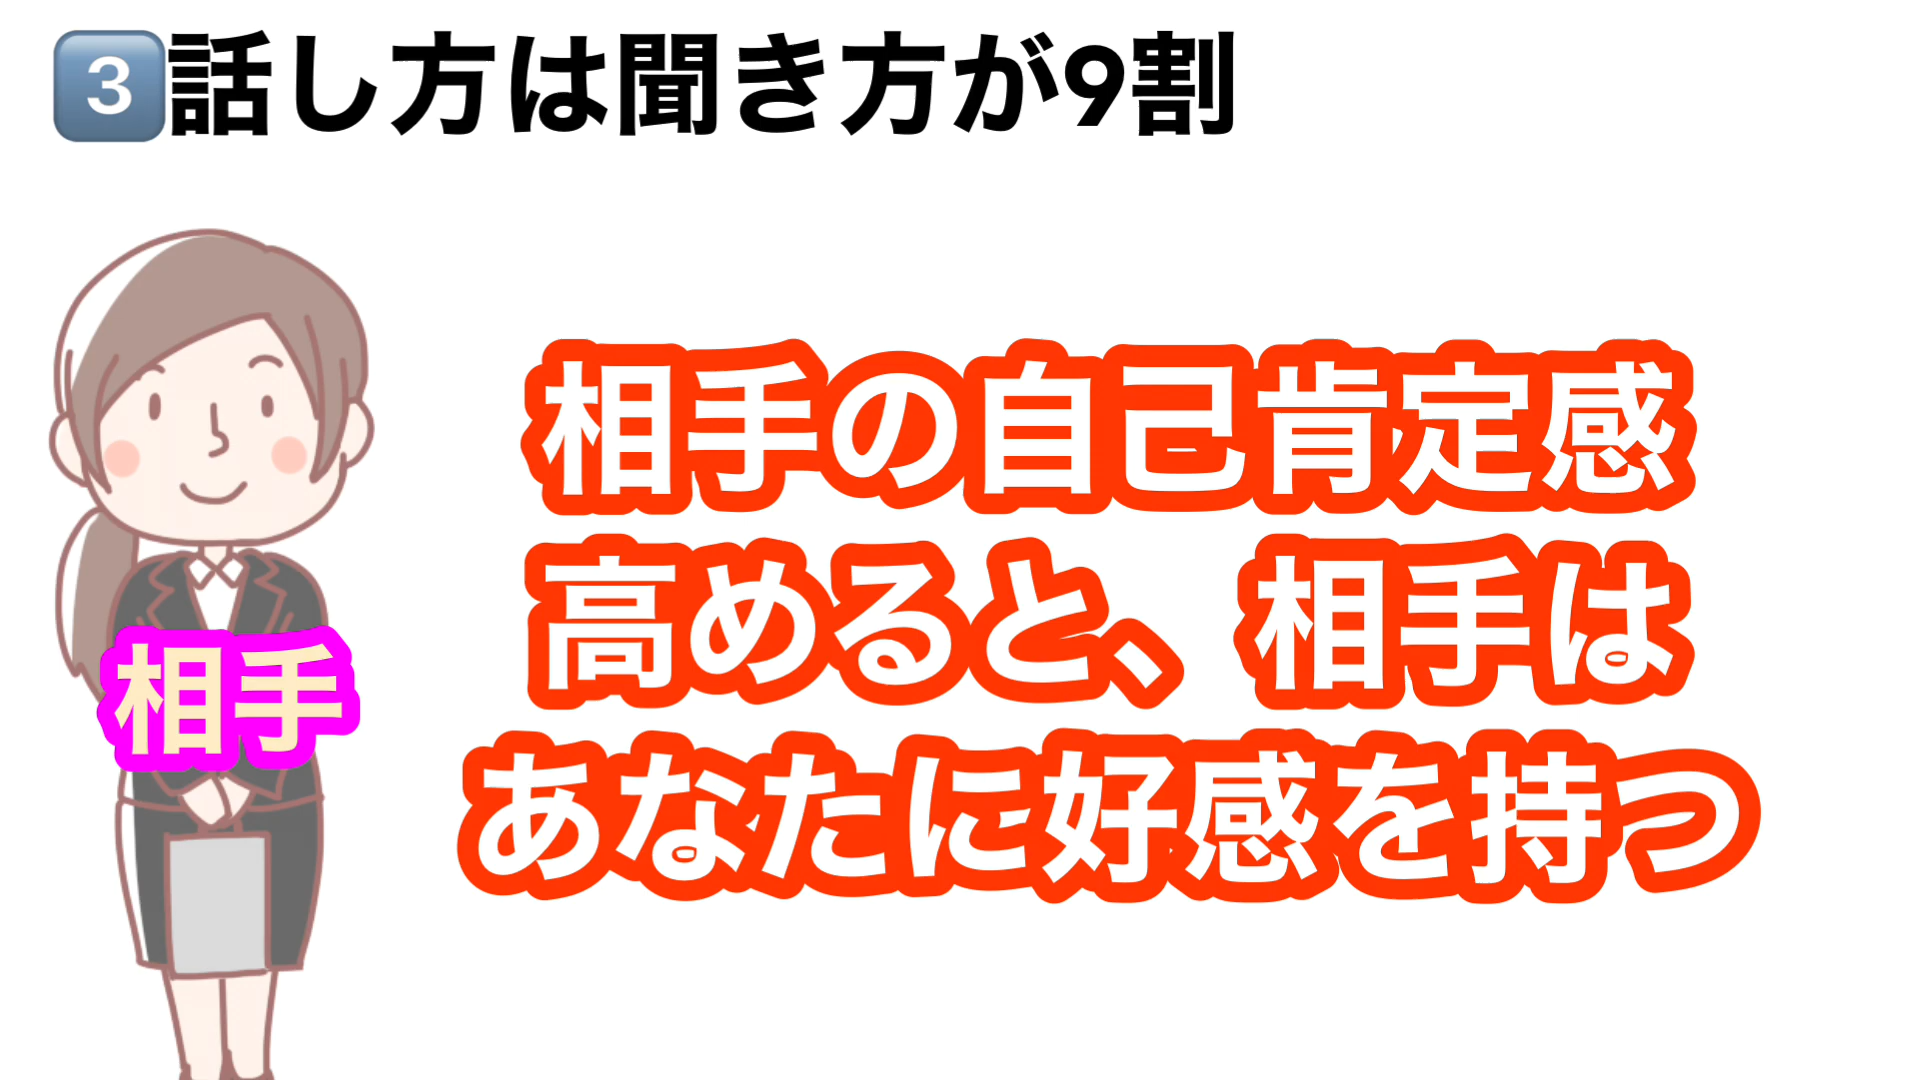 3️⃣話し方は聞き方が9割
相手の自己肯定感
高めると、相手は
あなたに好感を持つ
相手